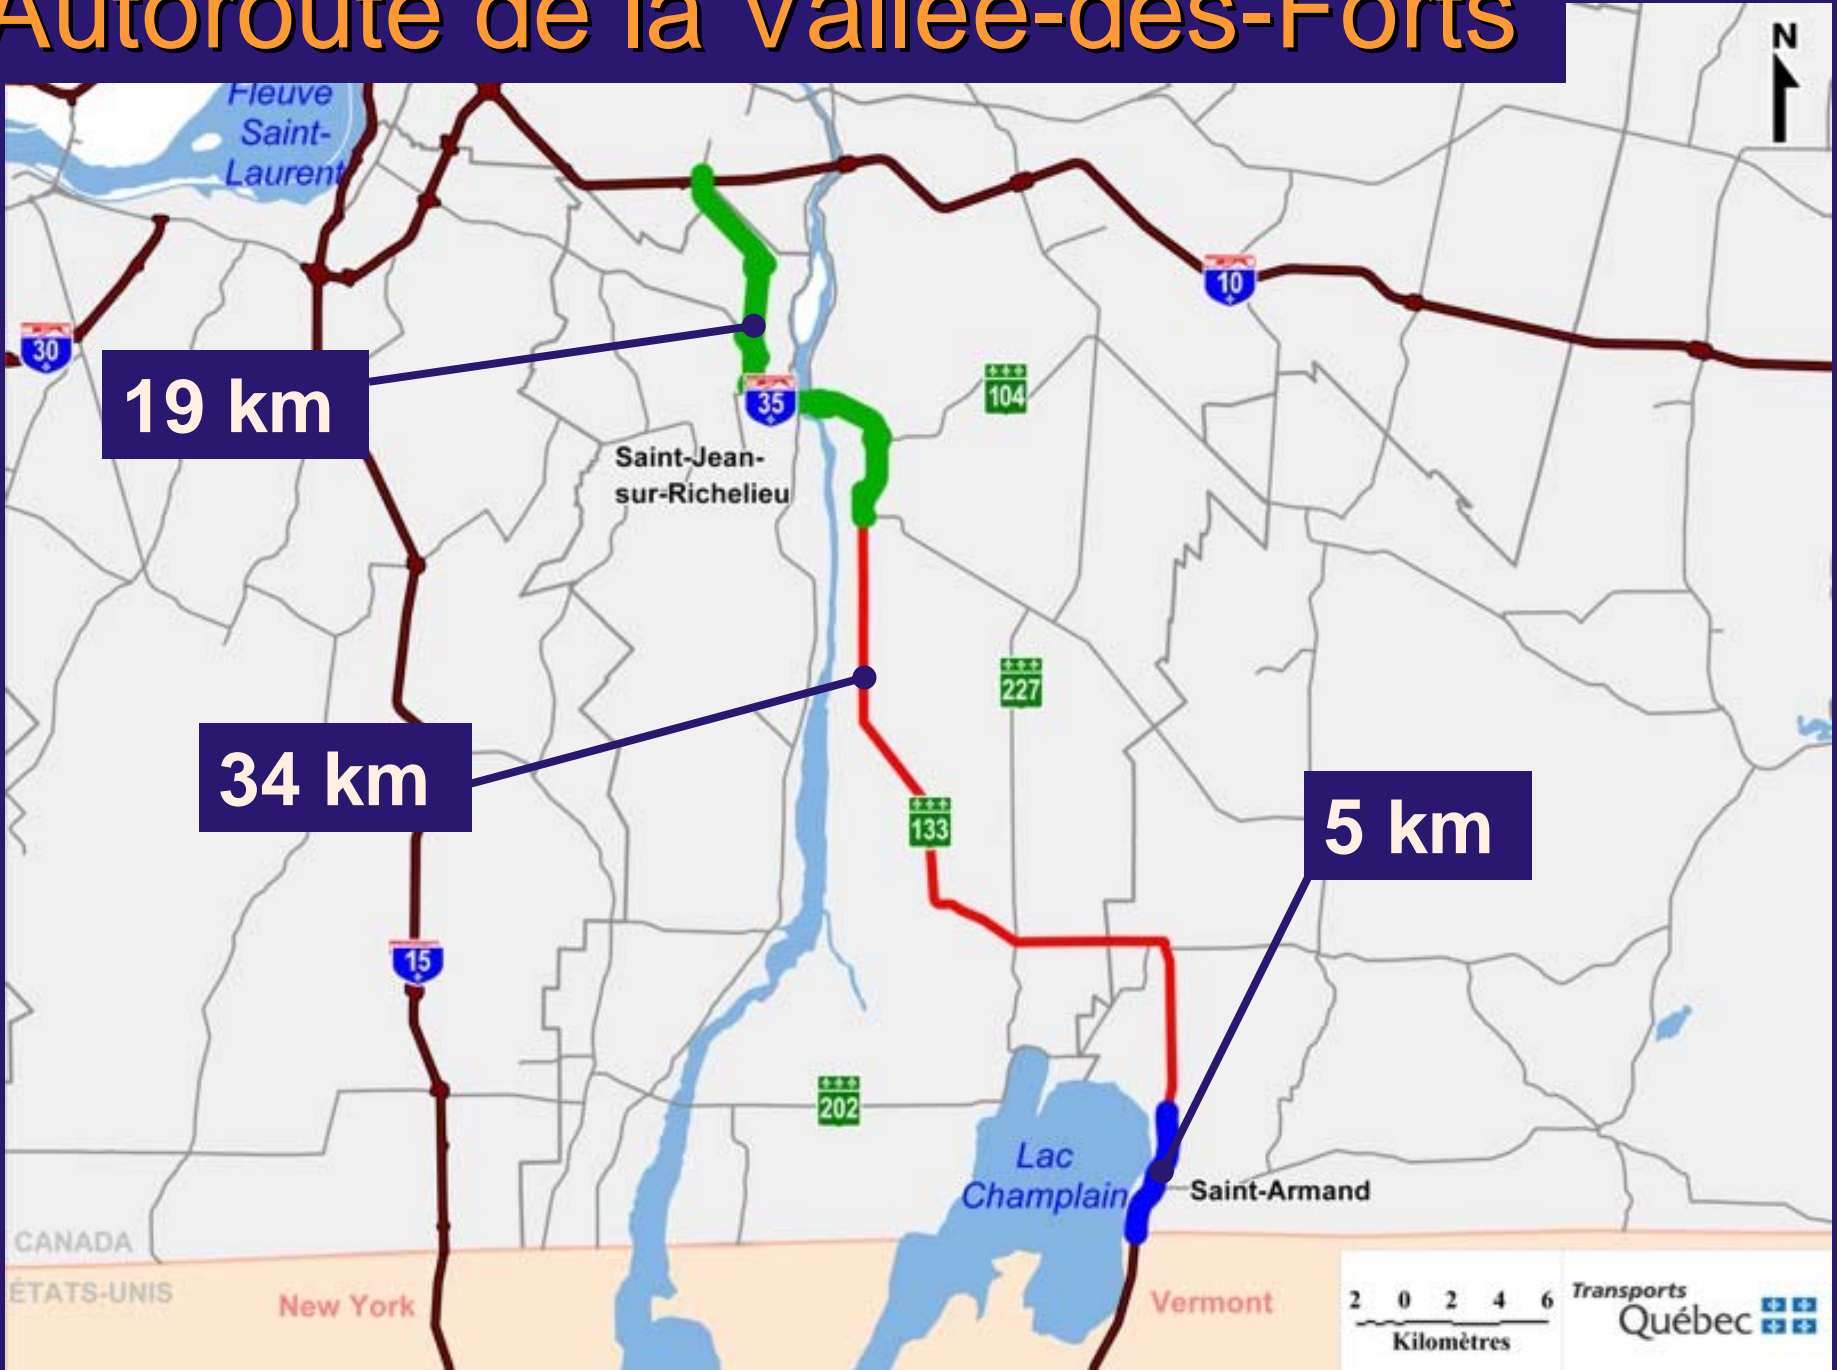 Autoroute de la Vallée-des-Forts
N
Fleuve
Saint-
Laurent
10
30
19 km
35
104
Saint-Jean-
sur-Richelieu
227
34 km
133
5 km
15
202
Lac
Champlain
Saint-Armand
CANADA
ÉTATS-UNIS
New York
Vermont
2 0 2 4 6
Kilomètres
Transports
Québec